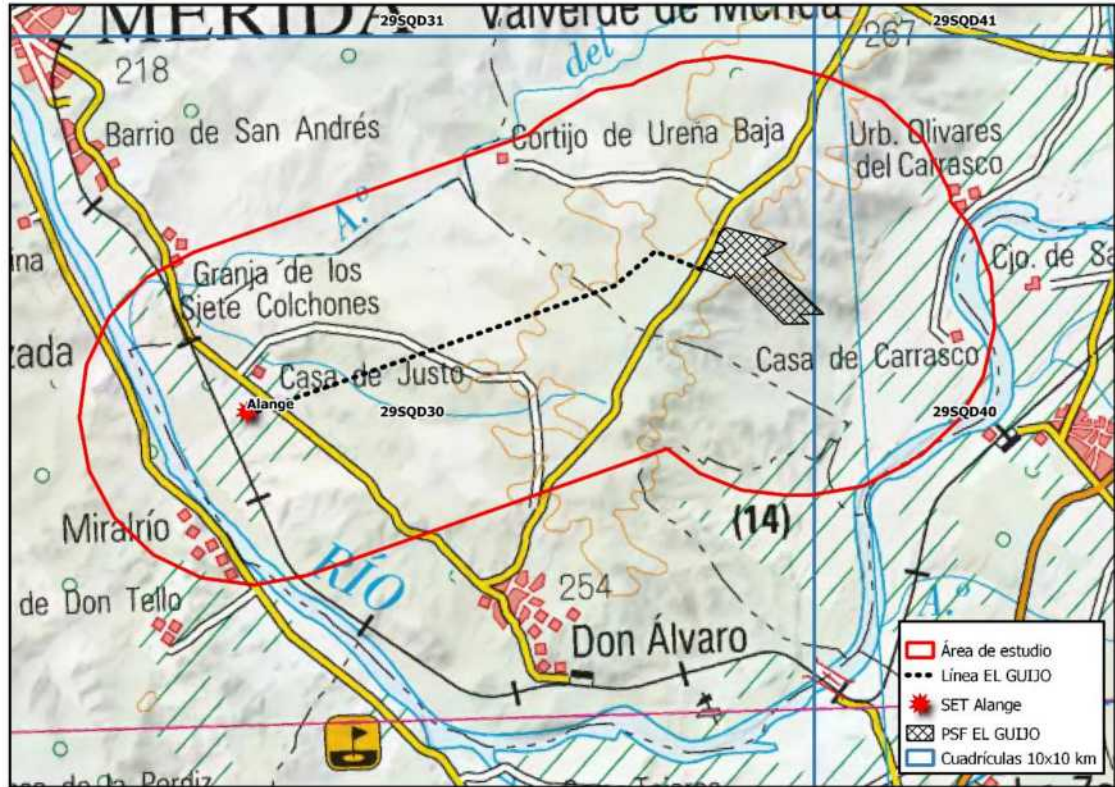 29SQD31
29SQD41
MÉRIDA
Valverde de Mérida
del
267
218
Barrio de San Andrés
Cortijo de Ureña Baja
Urb. Olivares
del Carrasco
A.º
Granja de los
Siete Colchones
Cjo. de Sa
ina
zada
Casa de Justo
Casa de Carrasco
Alange
29SQD30
29SQD40
Miralrío
(14)
RÍO
de Don Tello
254
A.º
Don Álvaro
Área de estudio
Línea EL GUIJO
SET Alange
PSF EL GUIJO
Cuadrículas 10x10 km